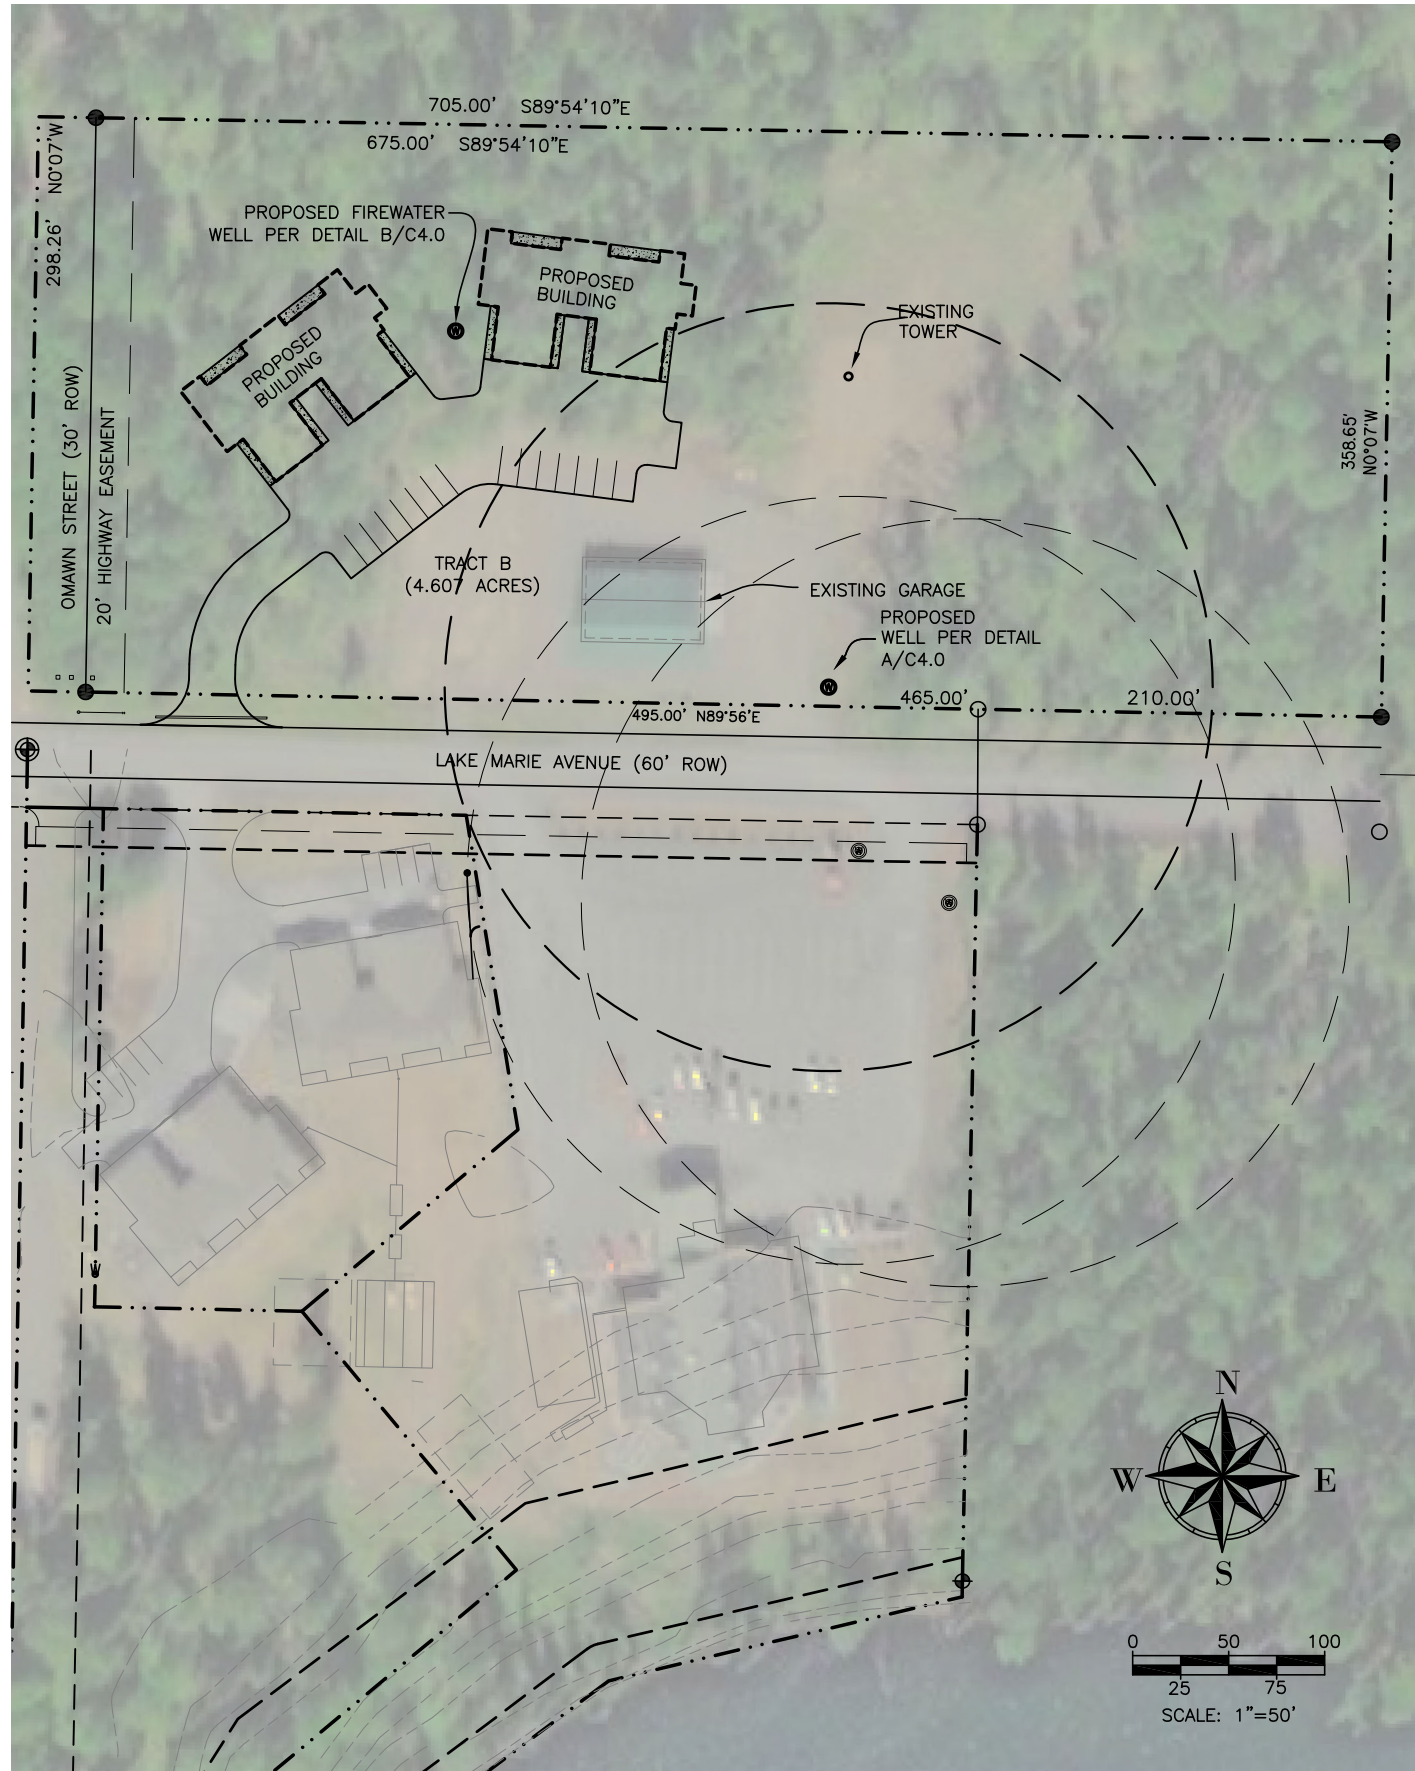 705.00' S89°54'10"E
675.00' S89°54'10"E
298.26' N0°07'W
PROPOSED FIREWATER
WELL PER DETAIL B/C4.0
W
PROPOSED
BUILDING
PROPOSED
BUILDING
EXISTING
TOWER
OMAWN STREET (30' ROW)
20' HIGHWAY EASEMENT
358.65'
N0°07'W
TRACT B
(4.607 ACRES)
EXISTING GARAGE
PROPOSED
WELL PER DETAIL
A/C4.0
W
465.00'
210.00'
495.00' N89°56'E
LAKE MARIE AVENUE (60' ROW)
W
W
N
W
E
S
0 50 100
25 75
SCALE: 1"=50'